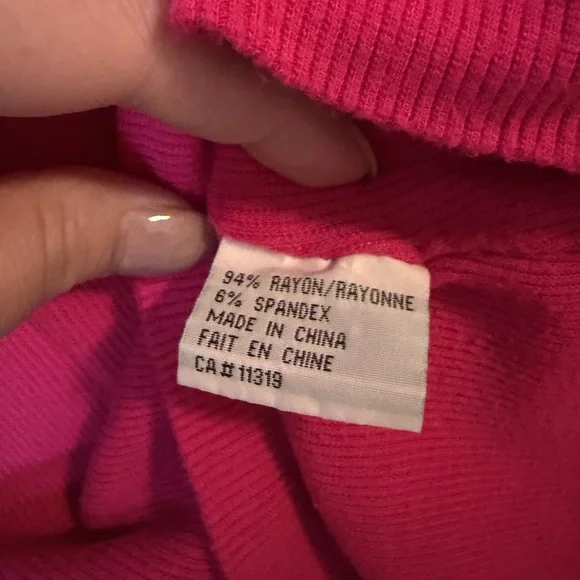 94% RAYON/RAYONNE
6% SPANDEX
MADE IN CHINA
FAIT EN CHINE
CA#11319